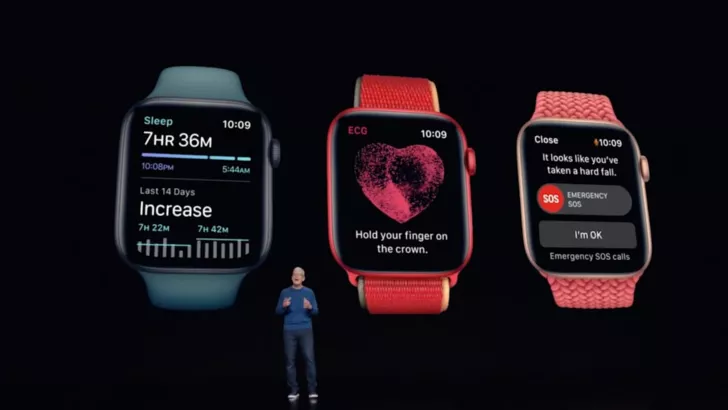 Sleep
10:09
7HR 36M
10:08PM 5:44AM
Last 14 Days
Increase
7h 22M 7h 42M
ECG
10:09
Hold your finger on
the crown.
Close
10:09
It looks like you've
taken a hard fall.
SOS
EMERGENCY
SOS
I'm OK
Emergency SOS calls